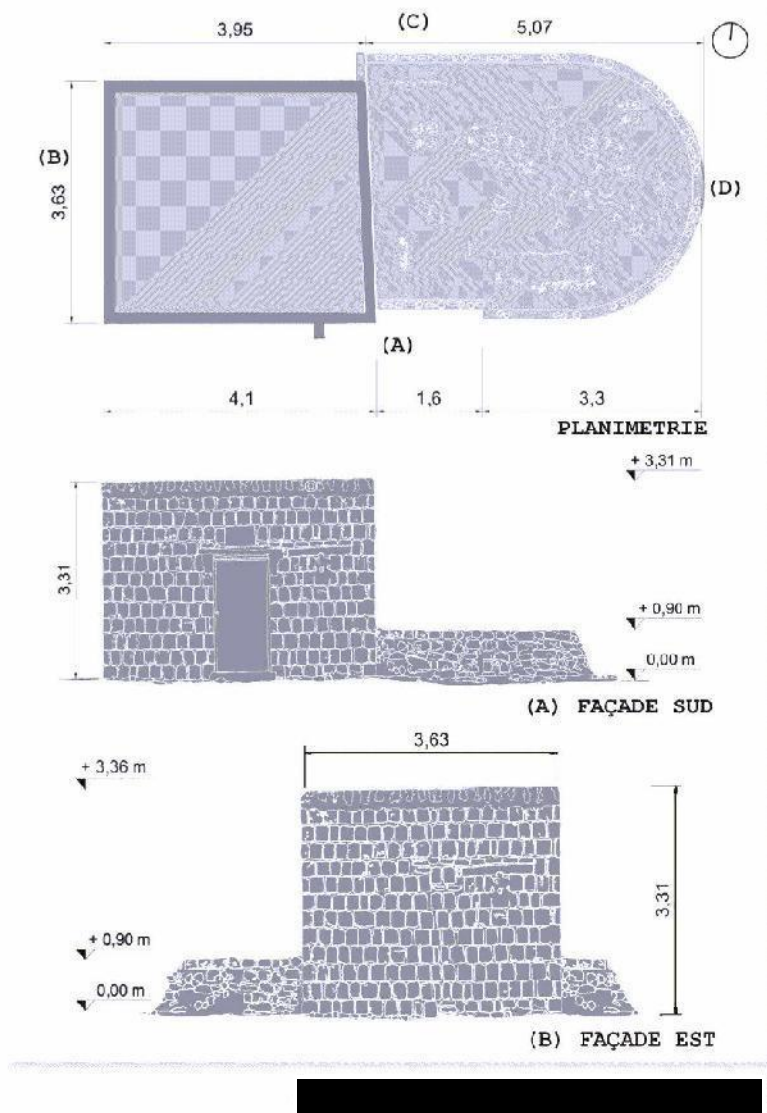 3,95 (C) 5,07
(B)
3,63
(D)
(A)
4,1 1,6 3,3
PLANIMETRIE
+ 3,31 m
3,31
+ 0,90 m
0,00 m
(A) FAÇADE SUD
3,63
+ 3,36 m
3,31
+ 0,90 m
0,00 m
(B) FAÇADE EST